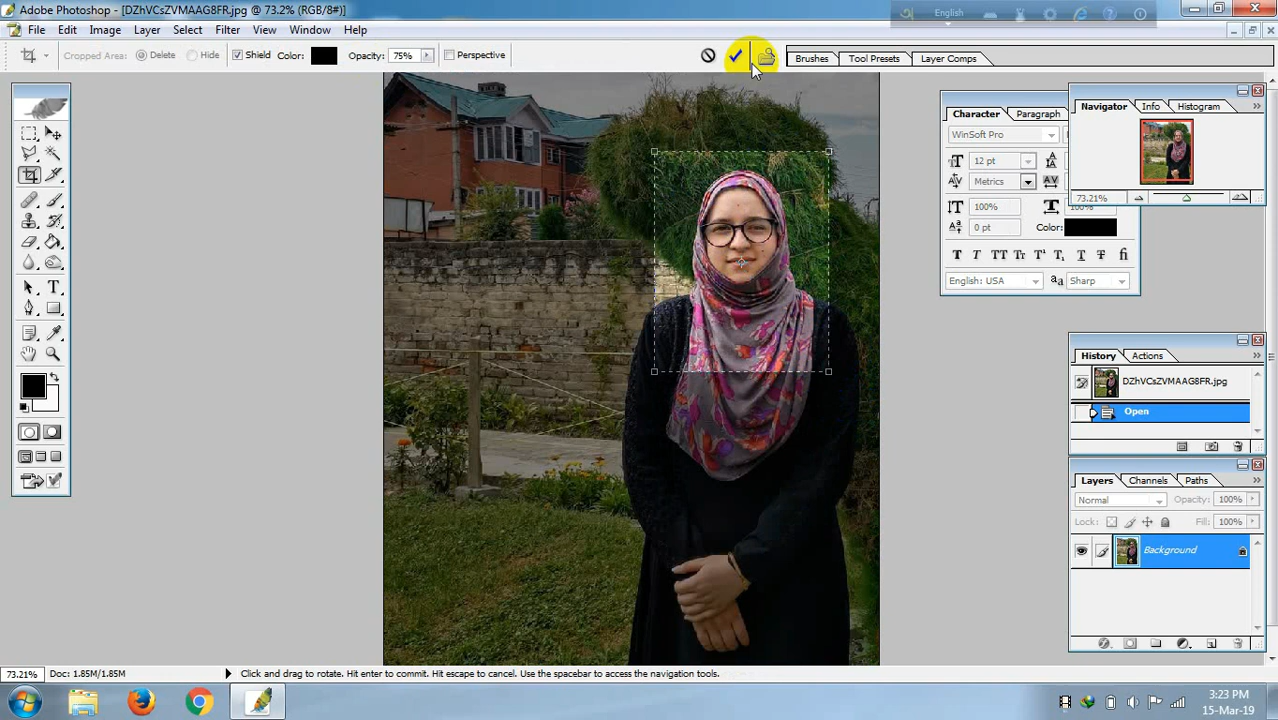 Adobe Photoshop - [DZhVCsZVMAAG8FR.jpg @ 73.2% (RGB/8#)]
English
File Edit Image Layer Select Filter View Window Help
Cropped Area: Delete Hide Shield Color: Opacity: 75% Perspective
Brushes Tool Presets Layer Comps
Character Paragraph
WinSoft Pro
12 pt
Metrics
100% 100%
0 pt Color:
English: USA Sharp
Navigator Info Histogram
73.21%
History Actions
DZhVCsZVMAAG8FR.jpg
Open
Layers Channels Paths
Normal Opacity: 100%
Lock: Fill: 100%
Background
73.21% Doc: 1.85M/1.85M Click and drag to rotate. Hit enter to commit. Hit escape to cancel. Use the spacebar to access the navigation tools.
3:23 PM
15-Mar-19